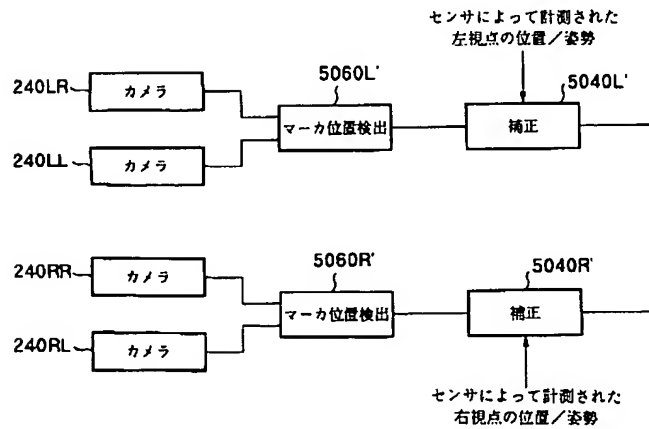 センサによって計測された
左視点の位置/姿勢
5060L'
5040L'
240LR
カメラ
マーカ位置検出
補正
240LL
カメラ
240RR
カメラ
5060R'
5040R'
マーカ位置検出
補正
240RL
カメラ
センサによって計測された
右視点の位置/姿勢